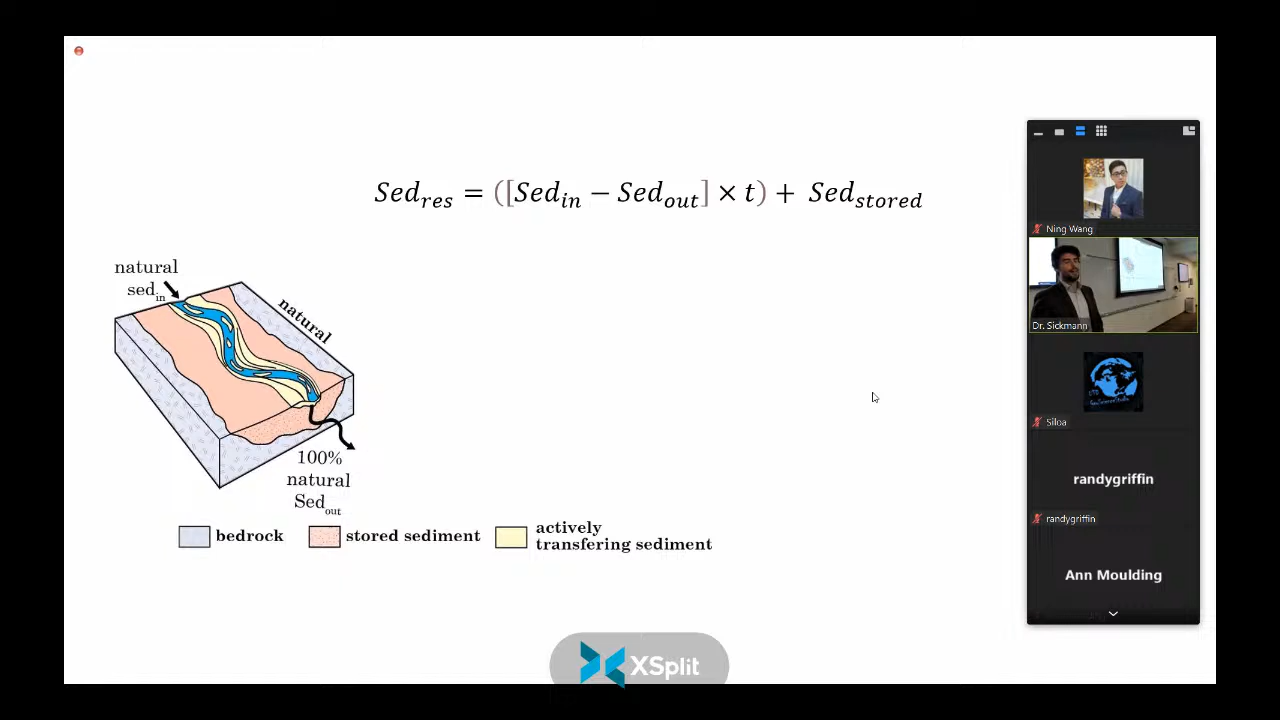 Sed_res = ([Sed_in − Sed_out] × t) + Sed_stored
natural
sed_in
natural
100%
natural
Sed_out
bedrock
stored sediment
actively
transfering sediment
Ning Wang
Dr. Sickmann
Siloa
randygriffin
randygriffin
Ann Moulding
XSplit